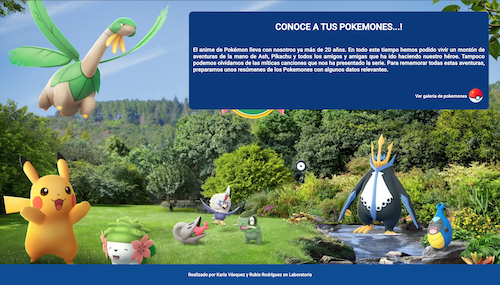 CONOCE A TUS POKEMONES...!
El anime de Pokémon lleva con nosotros ya más de 20 años. En todo este tiempo hemos podido vivir un montón de
aventuras de la mano de Ash, Pikachu y todos los amigos y amigas que ha ido haciendo nuestro héroe. Tampoco
podemos olvidarnos de las míticas canciones que nos ha presentado la serie. Para rememorar todas estas aventuras,
preparamos unos resúmenes de los Pokemones con algunos datos relevantes.
Ver galería de pokemones
Realizado por Karla Vásquez y Rubis Rodríguez en Laboratoria